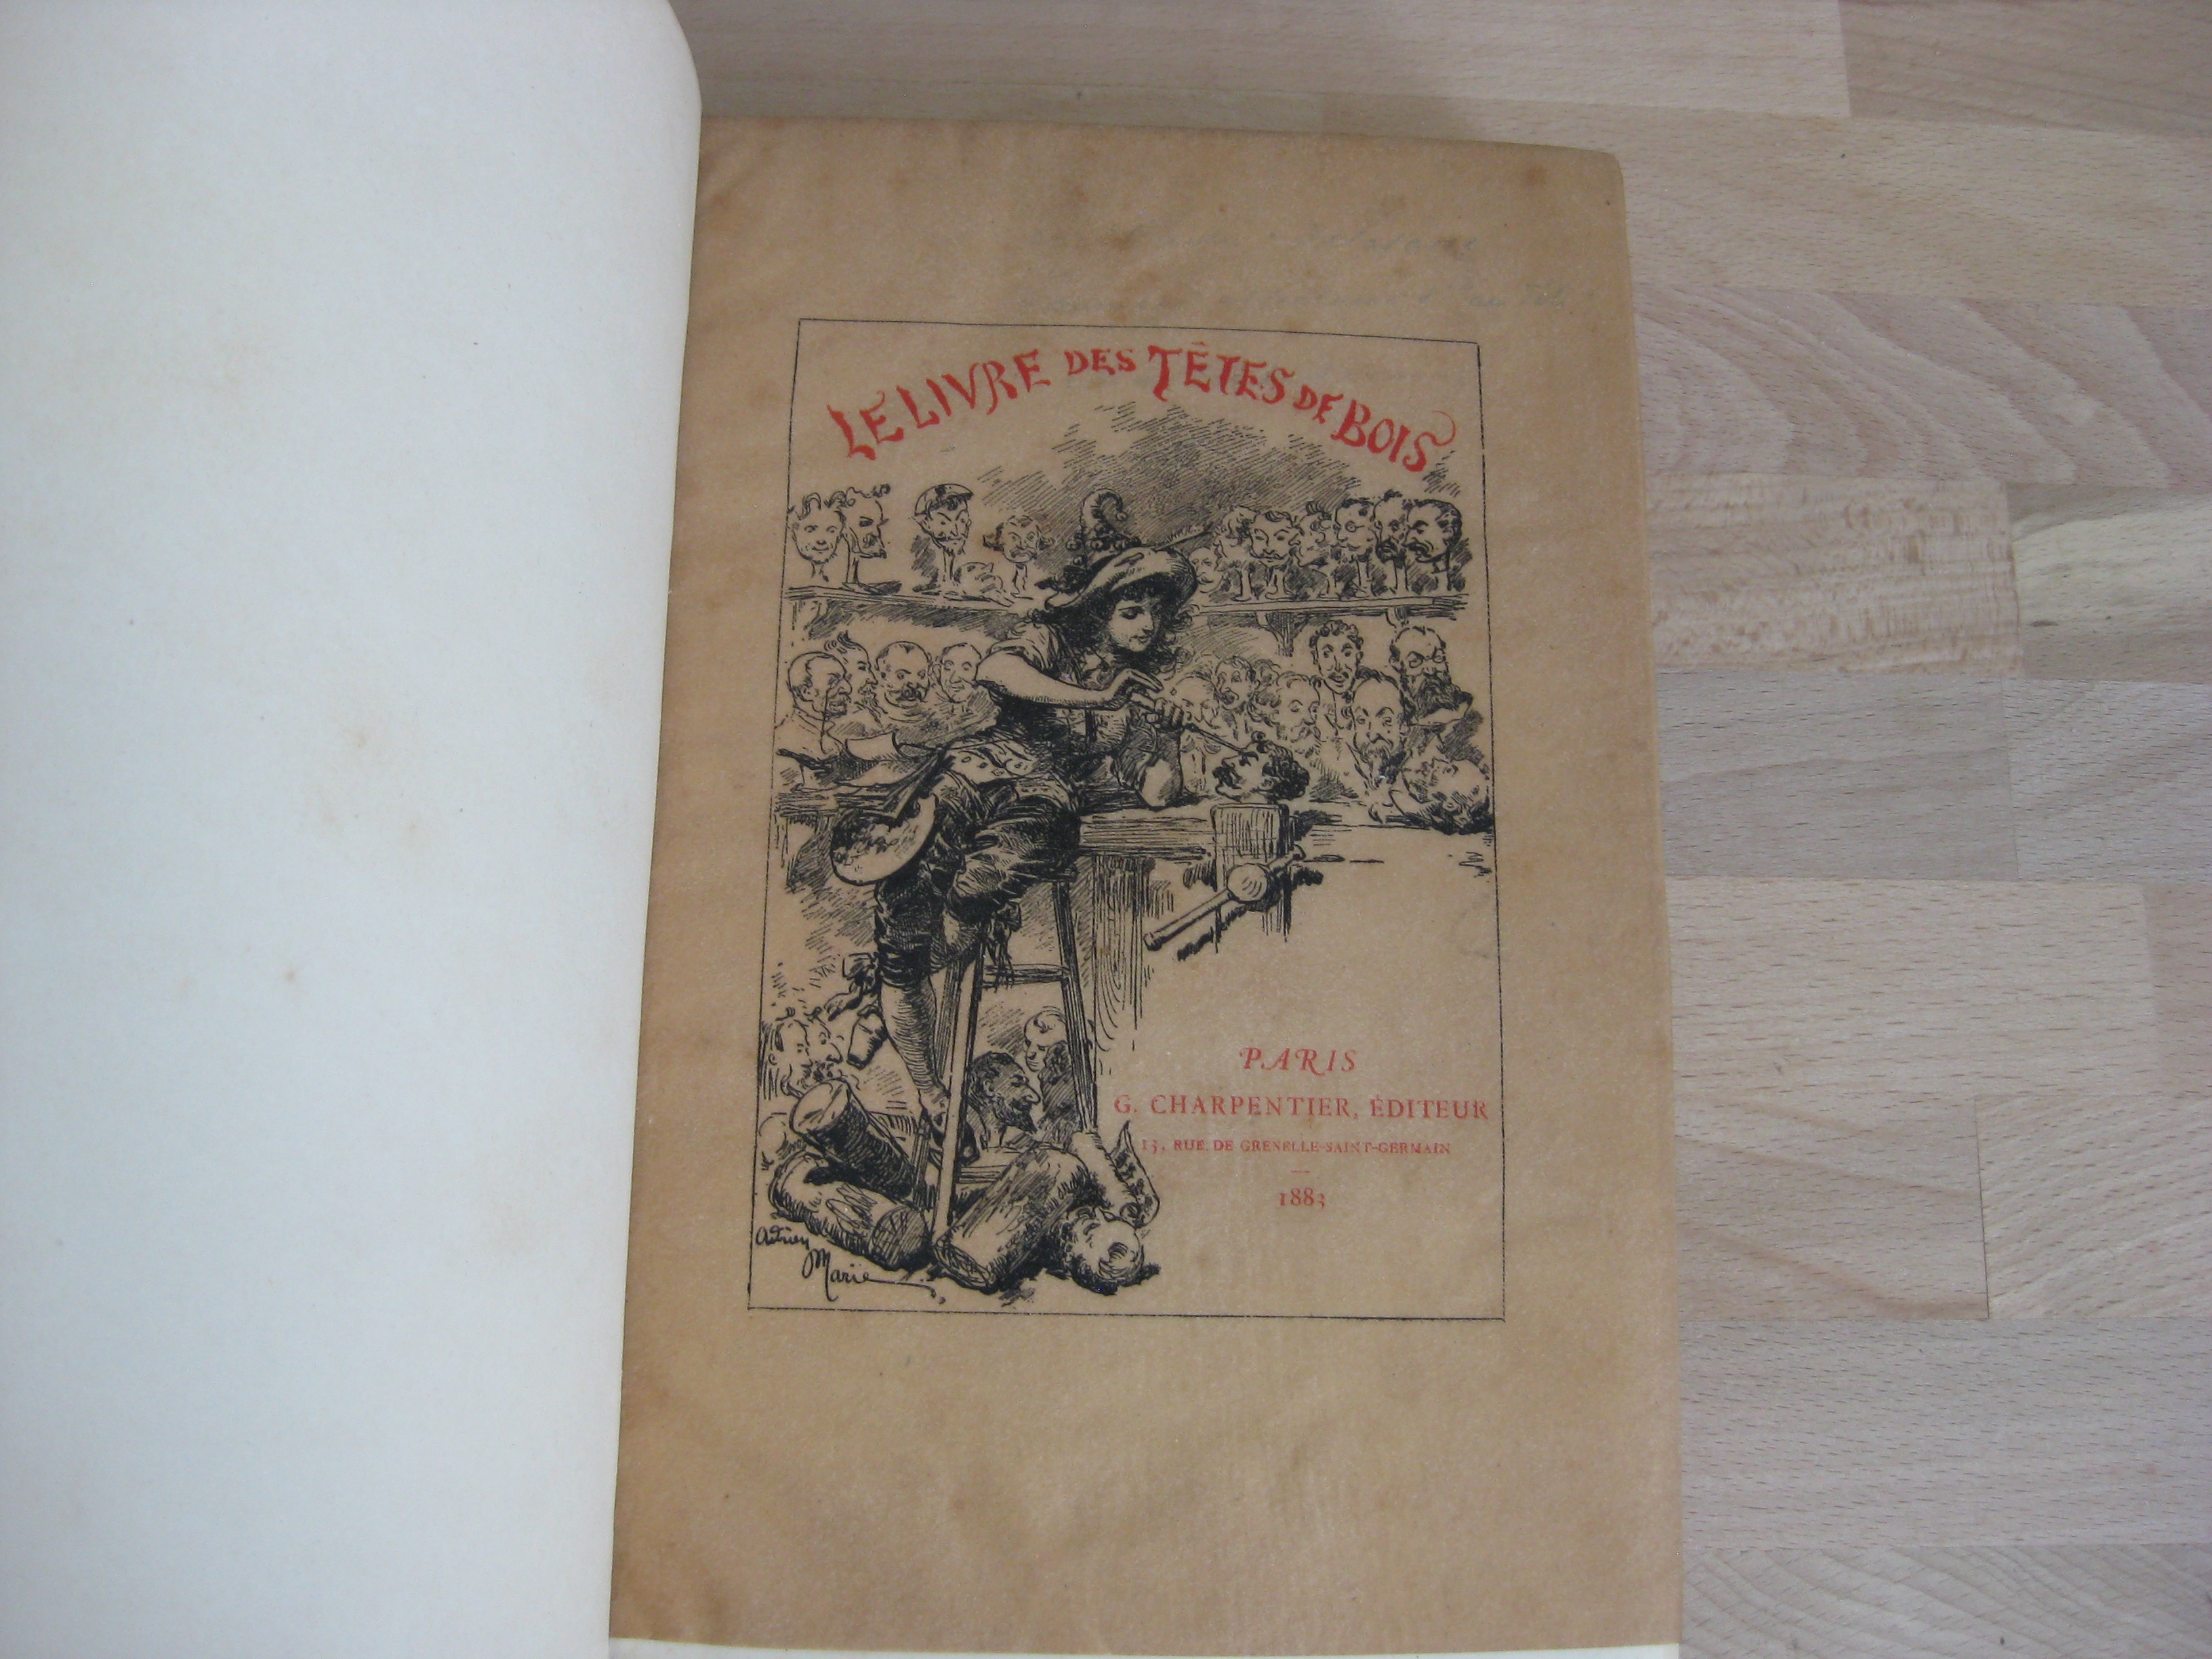 LE LIVRE DES TÊTES DE BOIS
PARIS
G. CHARPENTIER, ÉDITEUR
13, RUE DE GRENELLE-SAINT-GERMAIN
1883
Adrien
Marie